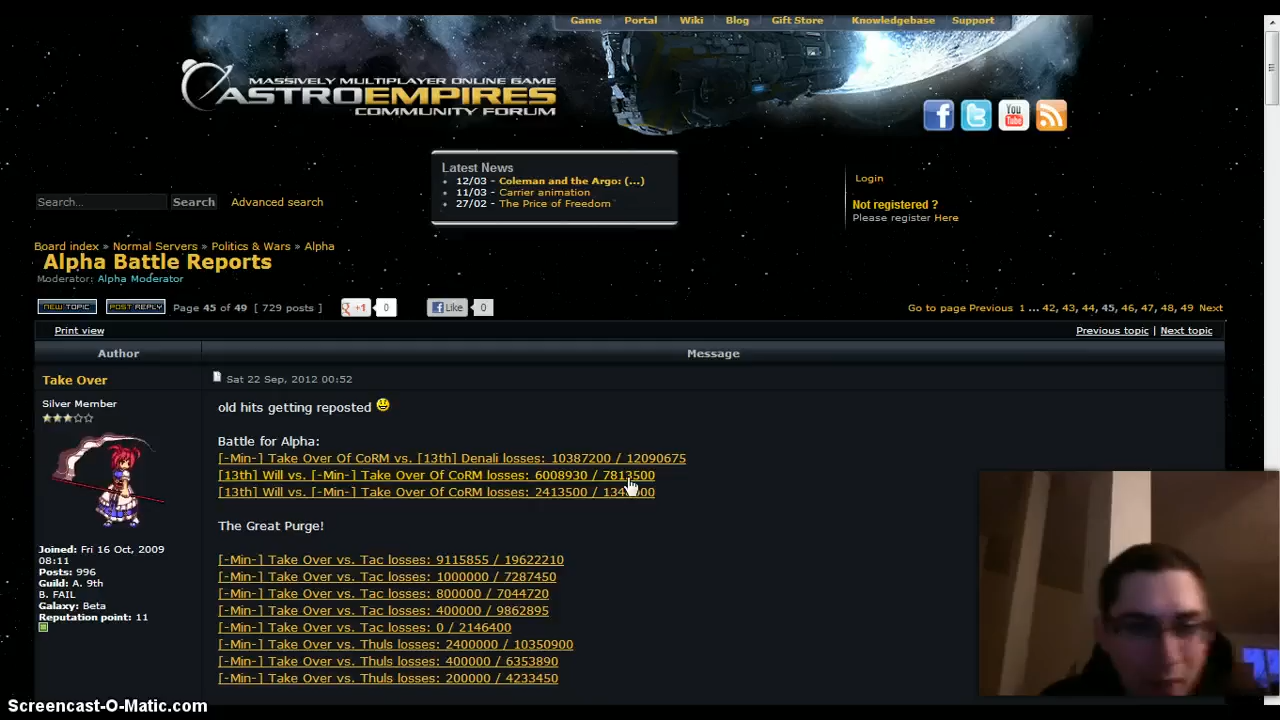 Game Portal Wiki Blog Gift Store Knowledgebase Support
MASSIVELY MULTIPLAYER ONLINE GAME
ASTROEMPIRES
COMMUNITY FORUM
f t You Tube
Latest News
12/03 - Coleman and the Argo: (...)
11/03 - Carrier animation
27/02 - The Price of Freedom
Login
Not registered ?
Please register Here
Search... Search Advanced search
Board index » Normal Servers » Politics & Wars » Alpha
Alpha Battle Reports
Moderator: Alpha Moderator
NEW TOPIC POST REPLY Page 45 of 49 [ 729 posts ] +1 0 Like 0 Go to page Previous 1 ... 42, 43, 44, 45, 46, 47, 48, 49 Next
Print view Previous topic | Next topic
Author Message
Take Over Sat 22 Sep, 2012 00:52
Silver Member
old hits getting reposted
Battle for Alpha:
[-Min-] Take Over Of CoRM vs. [13th] Denali losses: 10387200 / 12090675
[13th] Will vs. [-Min-] Take Over Of CoRM losses: 6008930 / 7813500
[13th] Will vs. [-Min-] Take Over Of CoRM losses: 2413500 /
The Great Purge!
[-Min-] Take Over vs. Tac losses: 9115855 / 19622210
[-Min-] Take Over vs. Tac losses: 1000000 / 7287450
[-Min-] Take Over vs. Tac losses: 800000 / 7044720
[-Min-] Take Over vs. Tac losses: 400000 / 9862895
[-Min-] Take Over vs. Tac losses: 0 / 2146400
[-Min-] Take Over vs. Thuls losses: 2400000 / 10350900
[-Min-] Take Over vs. Thuls losses: 400000 / 6353890
[-Min-] Take Over vs. Thuls losses: 200000 / 4233450
Joined: Fri 16 Oct, 2009
08:11
Posts: 996
Guild: A. 9th
B. FAIL
Galaxy: Beta
Reputation point: 11
Screencast-O-Matic.com